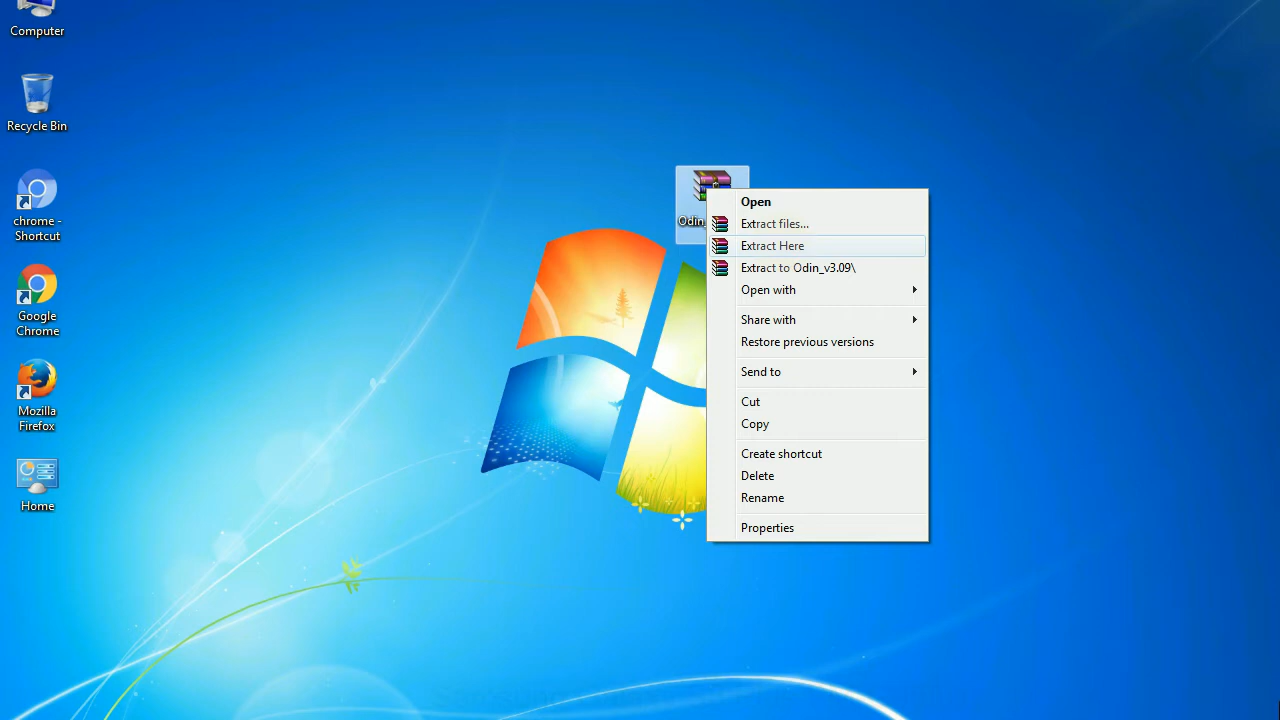 Computer
Recycle Bin
chrome -
Shortcut
Google
Chrome
Mozilla
Firefox
Home
Odin_
Open
Extract files...
Extract Here
Extract to Odin_v3.09\
Open with
Share with
Restore previous versions
Send to
Cut
Copy
Create shortcut
Delete
Rename
Properties